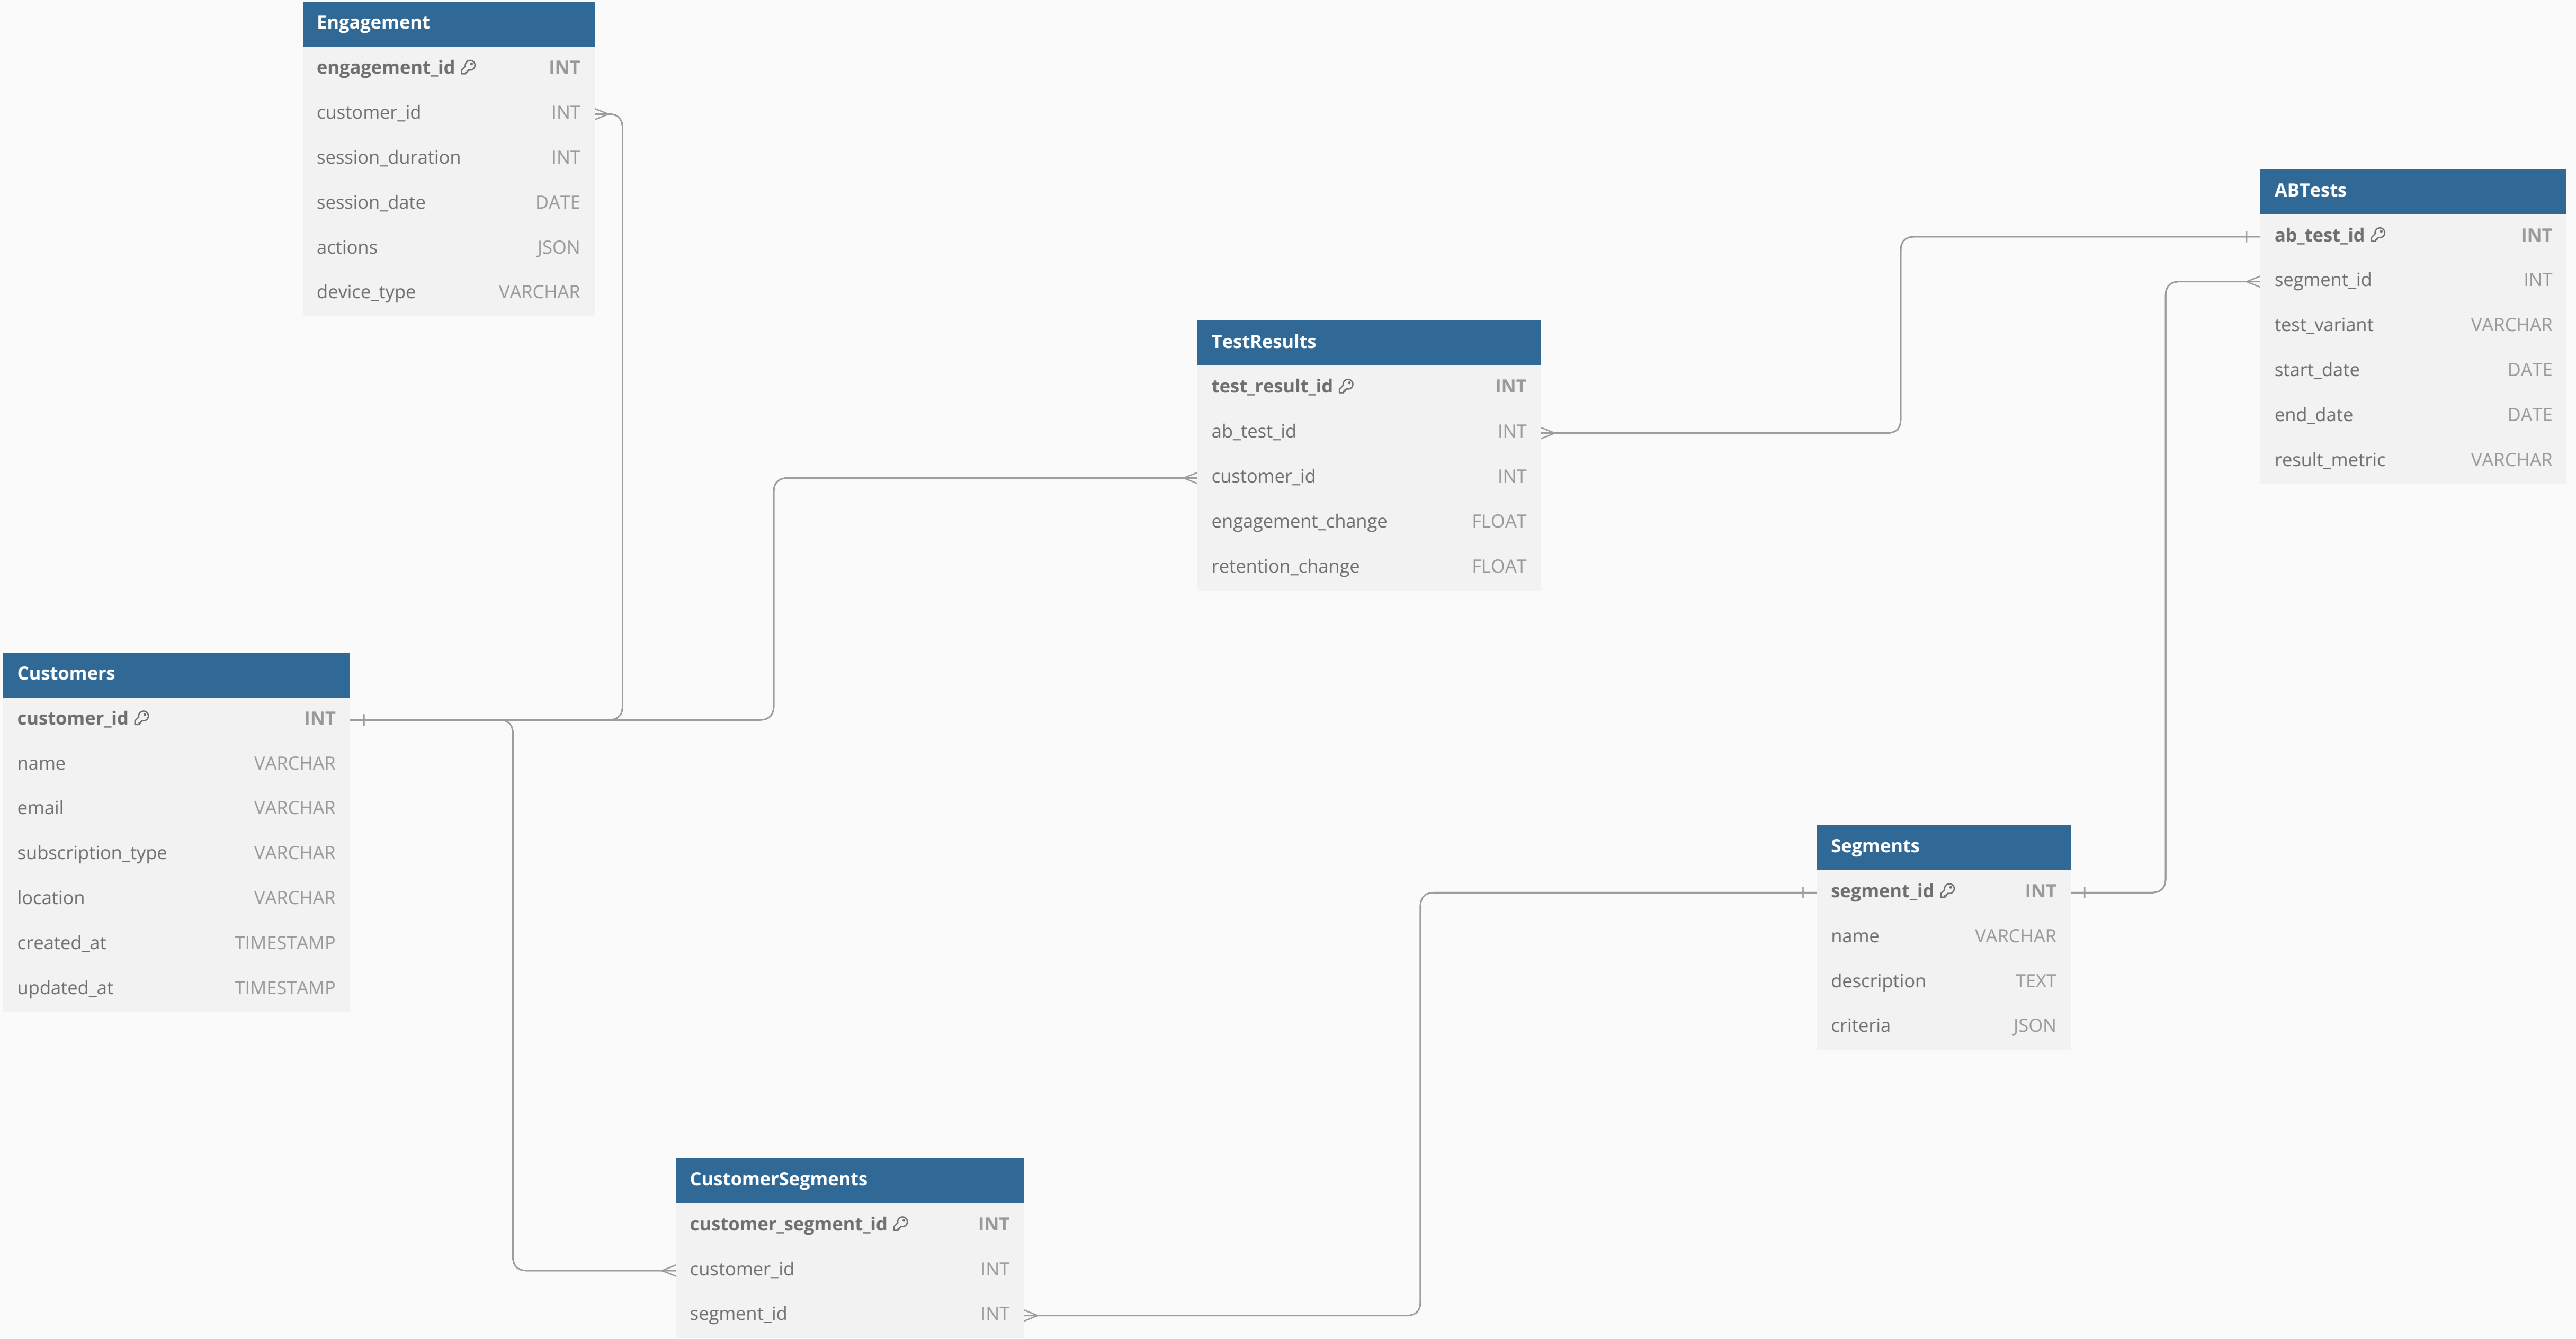 Engagement
engagement_id INT
customer_id INT
session_duration INT
session_date DATE
actions JSON
device_type VARCHAR
ABTests
ab_test_id INT
segment_id INT
test_variant VARCHAR
start_date DATE
end_date DATE
result_metric VARCHAR
TestResults
test_result_id INT
ab_test_id INT
customer_id INT
engagement_change FLOAT
retention_change FLOAT
Customers
customer_id INT
name VARCHAR
email VARCHAR
subscription_type VARCHAR
location VARCHAR
created_at TIMESTAMP
updated_at TIMESTAMP
Segments
segment_id INT
name VARCHAR
description TEXT
criteria JSON
CustomerSegments
customer_segment_id INT
customer_id INT
segment_id INT